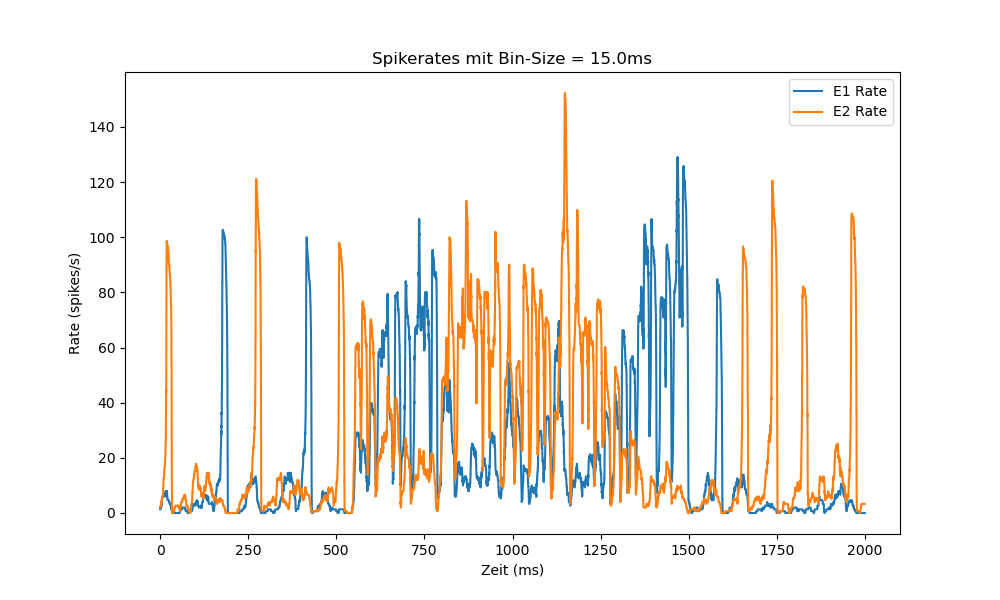 Spikerates mit Bin-Size = 15.0ms
E1 Rate
E2 Rate
140
120
100
80
60
40
20
0
Rate (spikes/s)
0 250 500 750 1000 1250 1500 1750 2000
Zeit (ms)